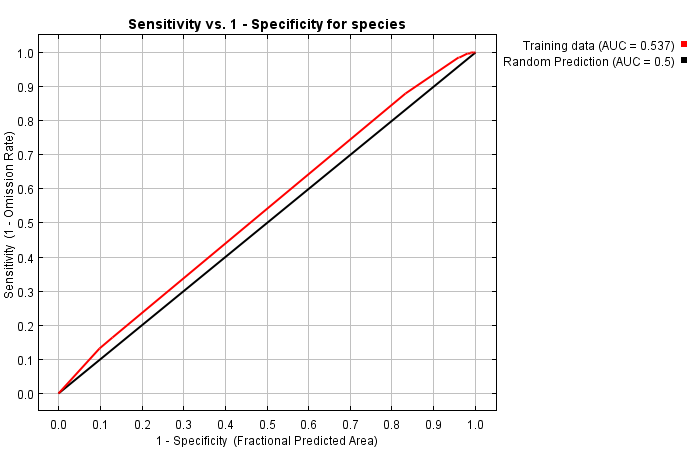 Sensitivity vs. 1 - Specificity for species
Training data (AUC = 0.537)
Random Prediction (AUC = 0.5)
Sensitivity (1 - Omission Rate)
1.0
0.9
0.8
0.7
0.6
0.5
0.4
0.3
0.2
0.1
0.0
0.0 0.1 0.2 0.3 0.4 0.5 0.6 0.7 0.8 0.9 1.0
1 - Specificity (Fractional Predicted Area)